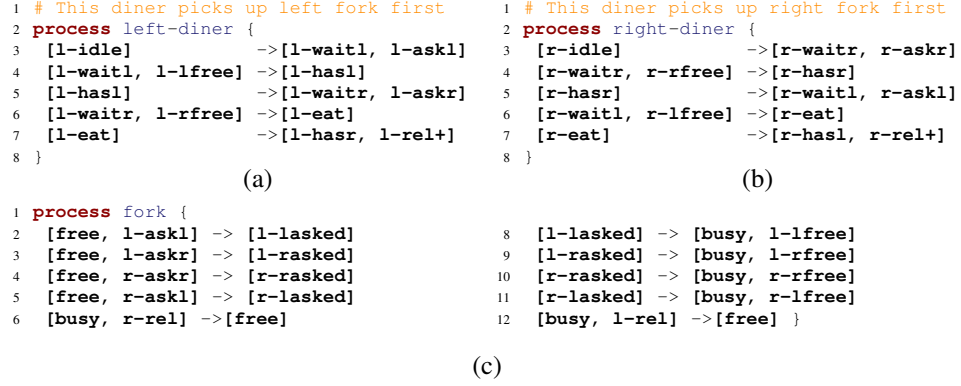 1 # This diner picks up left fork first
2 process left-diner {
3 [l-idle] ->[l-waitl, l-askl]
4 [l-waitl, l-lfree] ->[l-hasl]
5 [l-hasl] ->[l-waitr, l-askr]
6 [l-waitr, l-rfree] ->[l-eat]
7 [l-eat] ->[l-hasr, l-rel+]
8 }
(a)
1 # This diner picks up right fork first
2 process right-diner {
3 [r-idle] ->[r-waitr, r-askr]
4 [r-waitr, r-rfree] ->[r-hasr]
5 [r-hasr] ->[r-waitl, r-askl]
6 [r-waitl, r-lfree] ->[r-eat]
7 [r-eat] ->[r-hasl, r-rel+]
8 }
(b)
1 process fork {
2 [free, l-askl] -> [l-lasked]
3 [free, l-askr] -> [l-rasked]
4 [free, r-askr] -> [r-rasked]
5 [free, r-askl] -> [r-lasked]
6 [busy, r-rel] ->[free]
8 [l-lasked] -> [busy, l-lfree]
9 [l-rasked] -> [busy, l-rfree]
10 [r-rasked] -> [busy, r-rfree]
11 [r-lasked] -> [busy, r-lfree]
12 [busy, l-rel] ->[free] }
(c)